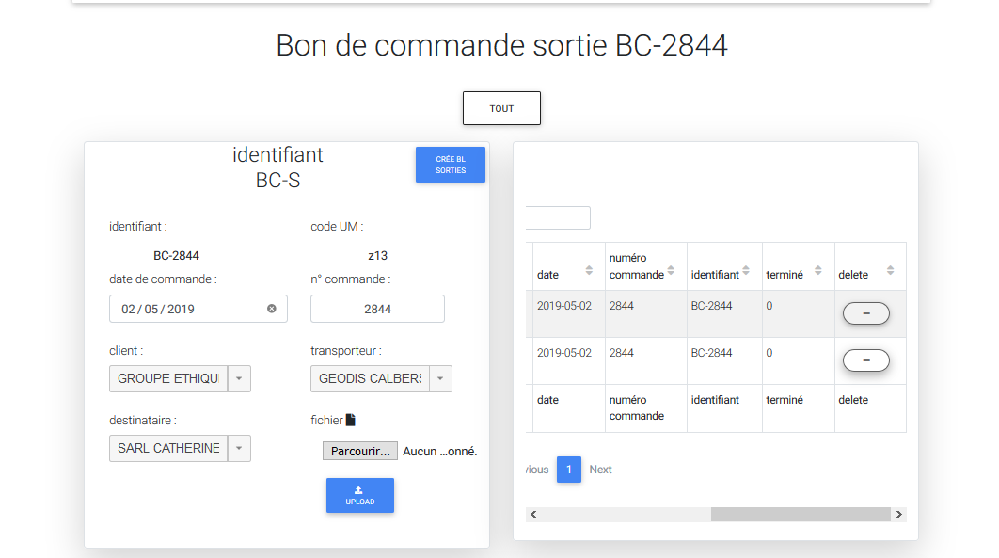 Bon de commande sortie BC-2844
TOUT
identifiant
BC-S
CRÉE BL
SORTIES
identifiant :
code UM :
BC-2844
z13
date de commande :
n° commande :
02 / 05 / 2019
2844
client :
transporteur :
GROUPE ETHIQU
GEODIS CALBERS
destinataire :
fichier
SARL CATHERINE
Parcourir... Aucun ...onné.
UPLOAD
date numéro commande identifiant terminé delete
2019-05-02 2844 BC-2844 0 −
2019-05-02 2844 BC-2844 0 −
date numéro commande identifiant terminé delete
vious 1 Next